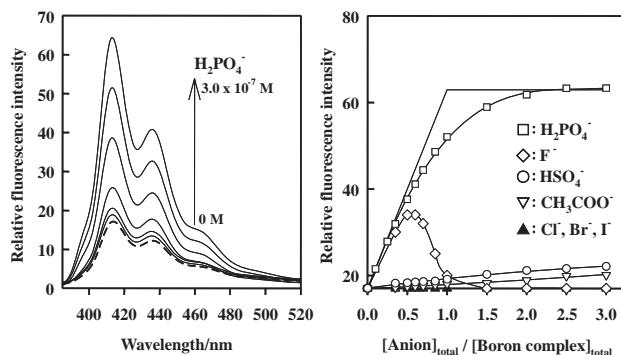 70
60
50
40
30
20
10
0
Relative fluorescence intensity
400 420 440 460 480 500 520
Wavelength/nm
H₂PO₄⁻
3.0 x 10⁻⁷ M
0 M
80
60
40
20
Relative fluorescence intensity
0.0 0.5 1.0 1.5 2.0 2.5 3.0
[Anion]total / [Boron complex]total
□: H₂PO₄⁻
◇: F⁻
○: HSO₄⁻
▽: CH₃COO⁻
▲: Cl⁻, Br⁻, I⁻